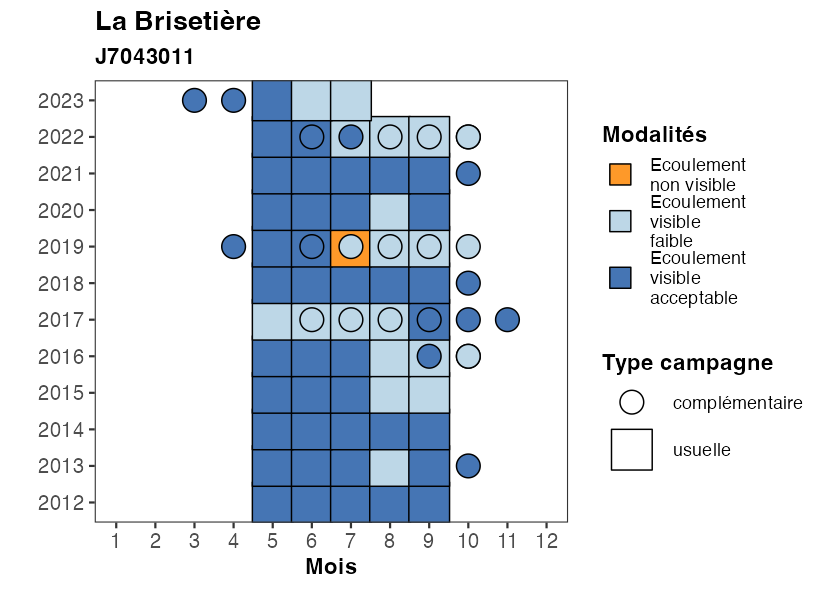 La Brisetière
J7043011
2023
2022
2021
2020
2019
2018
2017
2016
2015
2014
2013
2012
1 2 3 4 5 6 7 8 9 10 11 12
Mois
Modalités
Ecoulement
non visible
Ecoulement
visible
faible
Ecoulement
visible
acceptable
Type campagne
complémentaire
usuelle